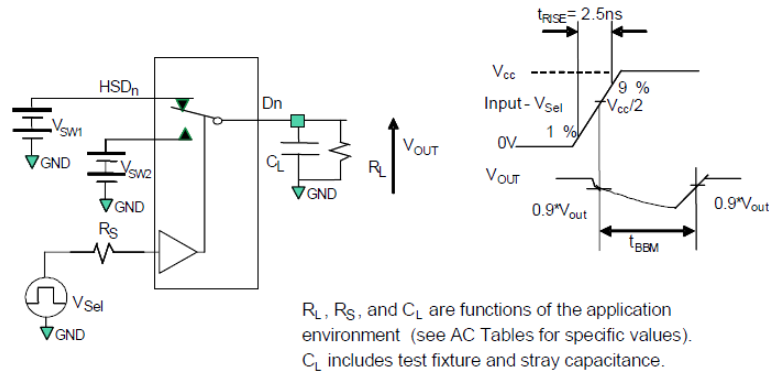 tRISE= 2.5ns
Vcc
9 %
Input - VSel
Vcc/2
1 %
0V
VOUT
0.9*Vout
0.9*Vout
tBBM
HSDn
Dn
VSW1
GND
VSW2
GND
CL
RL
VOUT
GND
RS
VSel
GND
RL, RS, and CL are functions of the application
environment (see AC Tables for specific values).
CL includes test fixture and stray capacitance.